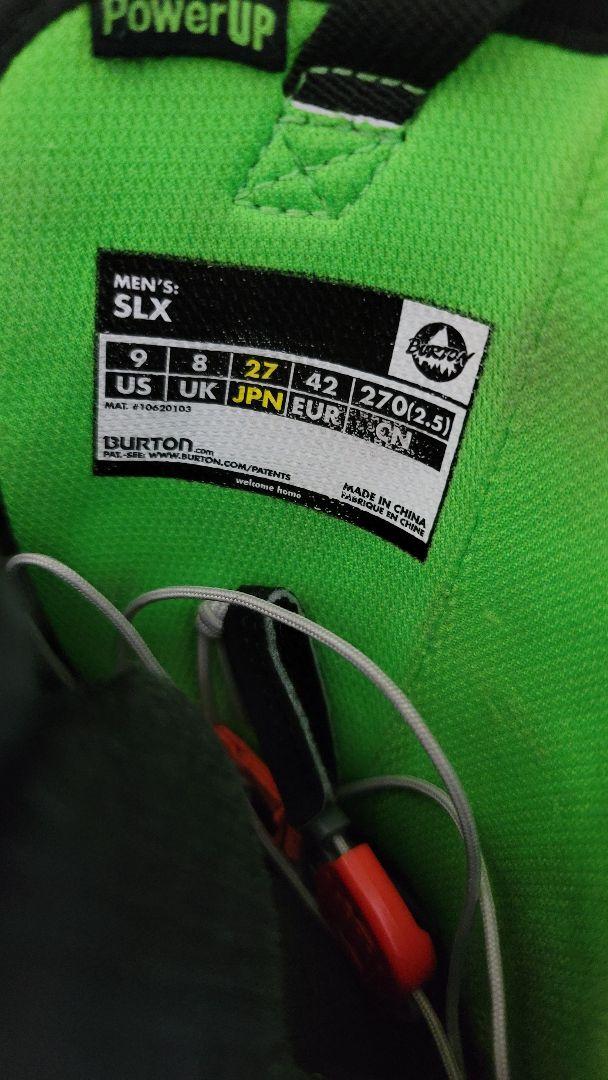 POWERUP
MEN'S:
SLX
BURTON
9 8 27 42 270(2.5)
US UK JPN EUR CN
MAT. #10620103
BURTON.com
PAT.-SEE: WWW.BURTON.COM/PATENTS
welcome home
MADE IN CHINA
FABRIQUE EN CHINE